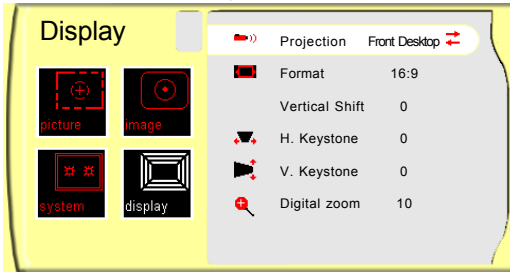 Display
picture
image
system
display
Projection Front Desktop
Format 16:9
Vertical Shift 0
H. Keystone 0
V. Keystone 0
Digital zoom 10